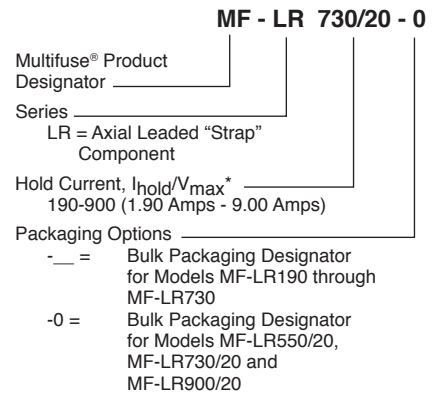 MF - LR 730/20 - 0
Multifuse® Product
Designator
Series
LR = Axial Leaded “Strap”
Component
Hold Current, Ihold/Vmax*
190-900 (1.90 Amps - 9.00 Amps)
Packaging Options
-__ = Bulk Packaging Designator
for Models MF-LR190 through
MF-LR730
-0 = Bulk Packaging Designator
for Models MF-LR550/20,
MF-LR730/20 and
MF-LR900/20